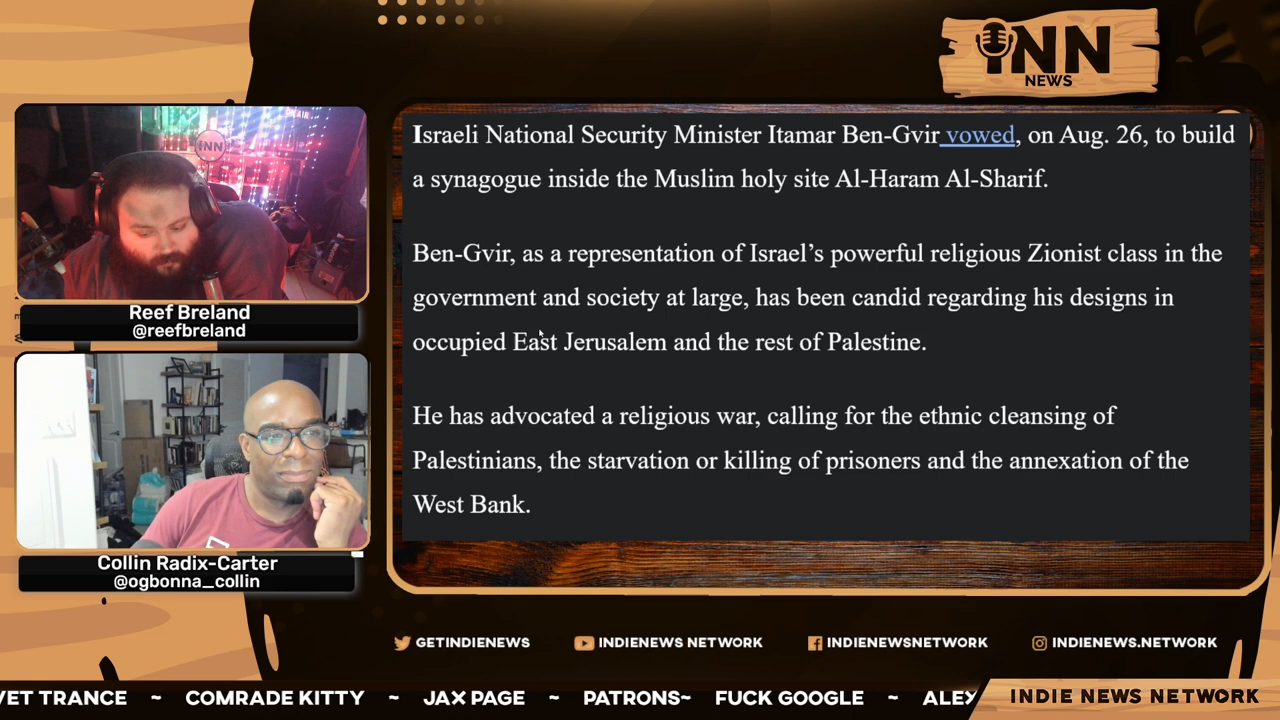 INN
NEWS
Israeli National Security Minister Itamar Ben-Gvir vowed, on Aug. 26, to build
a synagogue inside the Muslim holy site Al-Haram Al-Sharif.
Ben-Gvir, as a representation of Israel’s powerful religious Zionist class in the
government and society at large, has been candid regarding his designs in
occupied East Jerusalem and the rest of Palestine.
He has advocated a religious war, calling for the ethnic cleansing of
Palestinians, the starvation or killing of prisoners and the annexation of the
West Bank.
INN
Reef Breland
@reefbreland
Collin Radix-Carter
@ogbonna_collin
GETINDIENEWS
INDIENEWS NETWORK
INDIENEWSNETWORK
INDIENEWS.NETWORK
VET TRANCE ~ COMRADE KITTY ~ JAX PAGE ~ PATRONS~ FUCK GOOGLE ~ ALEX
INDIE NEWS NETWORK